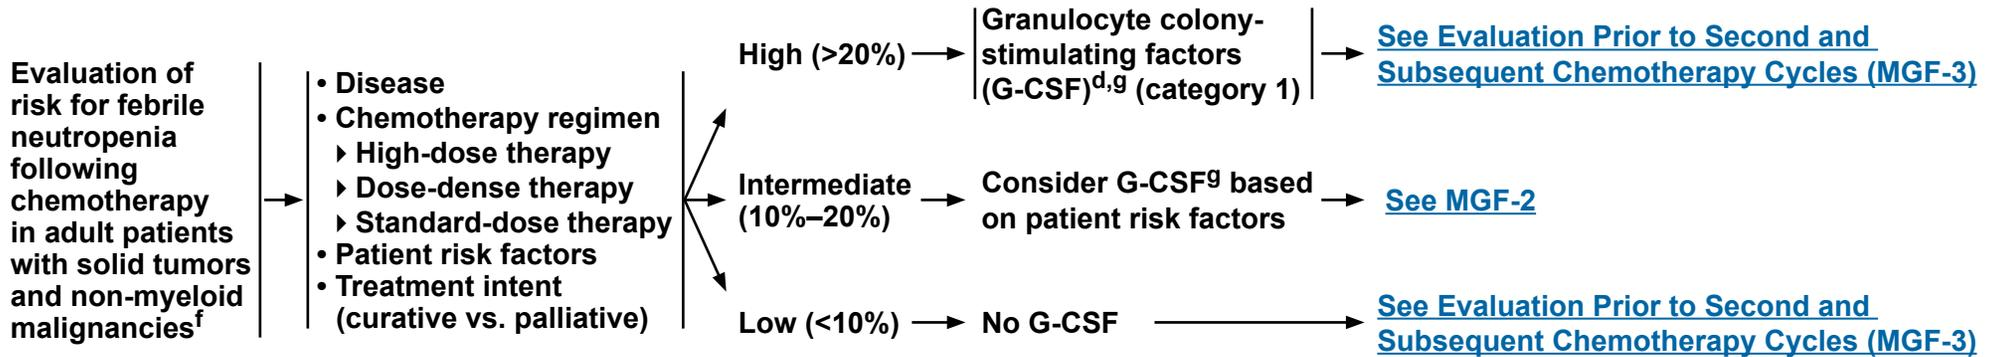 Evaluation of
risk for febrile
neutropenia
following
chemotherapy
in adult patients
with solid tumors
and non-myeloid
malignanciesf
• Disease
• Chemotherapy regimen
‣ High-dose therapy
‣ Dose-dense therapy
‣ Standard-dose therapy
• Patient risk factors
• Treatment intent
(curative vs. palliative)
High (>20%)
Granulocyte colony-
stimulating factors
(G-CSF)d,g (category 1)
See Evaluation Prior to Second and
Subsequent Chemotherapy Cycles (MGF-3)
Intermediate
(10%–20%)
Consider G-CSFg based
on patient risk factors
See MGF-2
Low (<10%)
No G-CSF
See Evaluation Prior to Second and
Subsequent Chemotherapy Cycles (MGF-3)